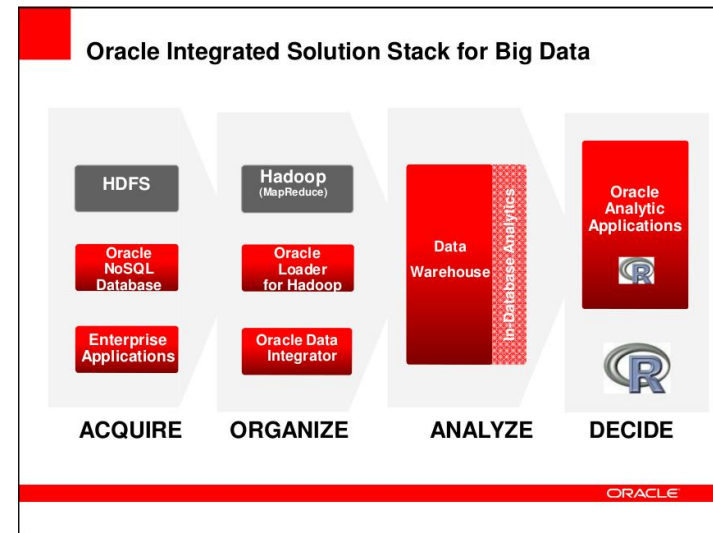 Oracle Integrated Solution Stack for Big Data
HDFS
Oracle
NoSQL
Database
Enterprise
Applications
ACQUIRE
Hadoop
(MapReduce)
Oracle
Loader
for Hadoop
Oracle Data
Integrator
ORGANIZE
Data
Warehouse
In-Database Analytics
ANALYZE
Oracle
Analytic
Applications
R
R
DECIDE
ORACLE